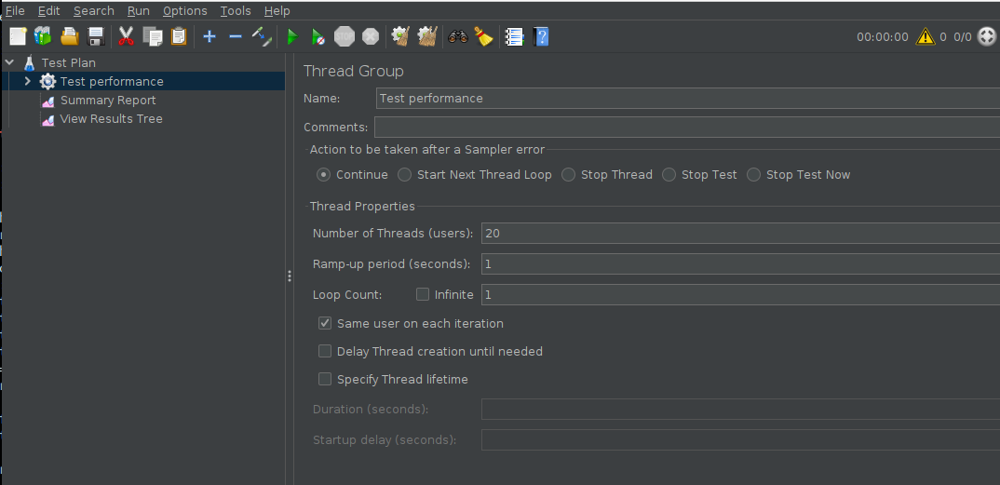 File Edit Search Run Options Tools Help
00:00:00 0 0/0
Test Plan
Test performance
Summary Report
View Results Tree
Thread Group
Name: Test performance
Comments:
Action to be taken after a Sampler error
Continue Start Next Thread Loop Stop Thread Stop Test Stop Test Now
Thread Properties
Number of Threads (users): 20
Ramp-up period (seconds): 1
Loop Count: Infinite 1
Same user on each iteration
Delay Thread creation until needed
Specify Thread lifetime
Duration (seconds):
Startup delay (seconds):